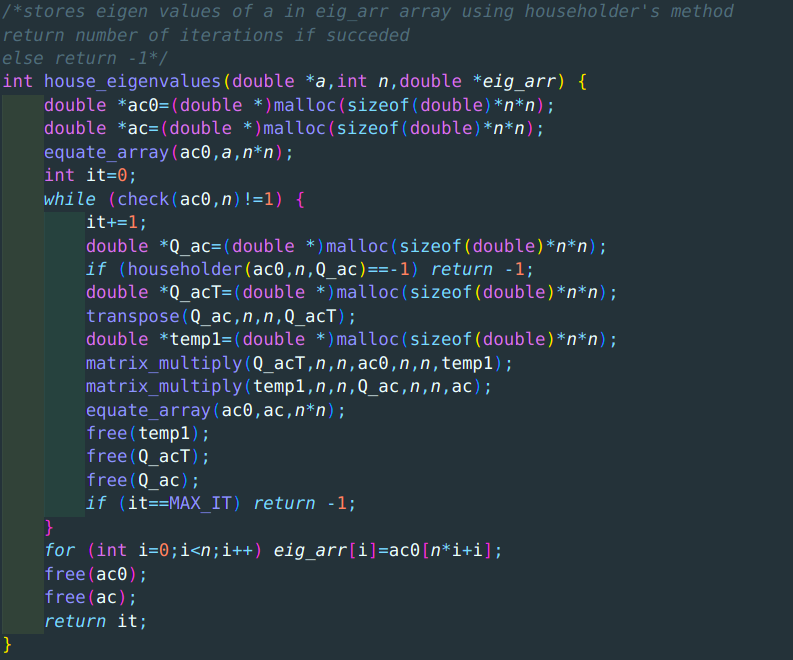 /*stores eigen values of a in eig_arr array using householder's method
return number of iterations if succeded
else return -1*/
int house_eigenvalues(double *a,int n,double *eig_arr) {
    double *ac0=(double *)malloc(sizeof(double)*n*n);
    double *ac=(double *)malloc(sizeof(double)*n*n);
    equate_array(ac0,a,n*n);
    int it=0;
    while (check(ac0,n)!=1) {
        it+=1;
        double *Q_ac=(double *)malloc(sizeof(double)*n*n);
        if (householder(ac0,n,Q_ac)==-1) return -1;
        double *Q_acT=(double *)malloc(sizeof(double)*n*n);
        transpose(Q_ac,n,n,Q_acT);
        double *temp1=(double *)malloc(sizeof(double)*n*n);
        matrix_multiply(Q_acT,n,n,ac0,n,n,temp1);
        matrix_multiply(temp1,n,n,Q_ac,n,n,ac);
        equate_array(ac0,ac,n*n);
        free(temp1);
        free(Q_acT);
        free(Q_ac);
        if (it==MAX_IT) return -1;
    }
    for (int i=0;i<n;i++) eig_arr[i]=ac0[n*i+i];
    free(ac0);
    free(ac);
    return it;
}